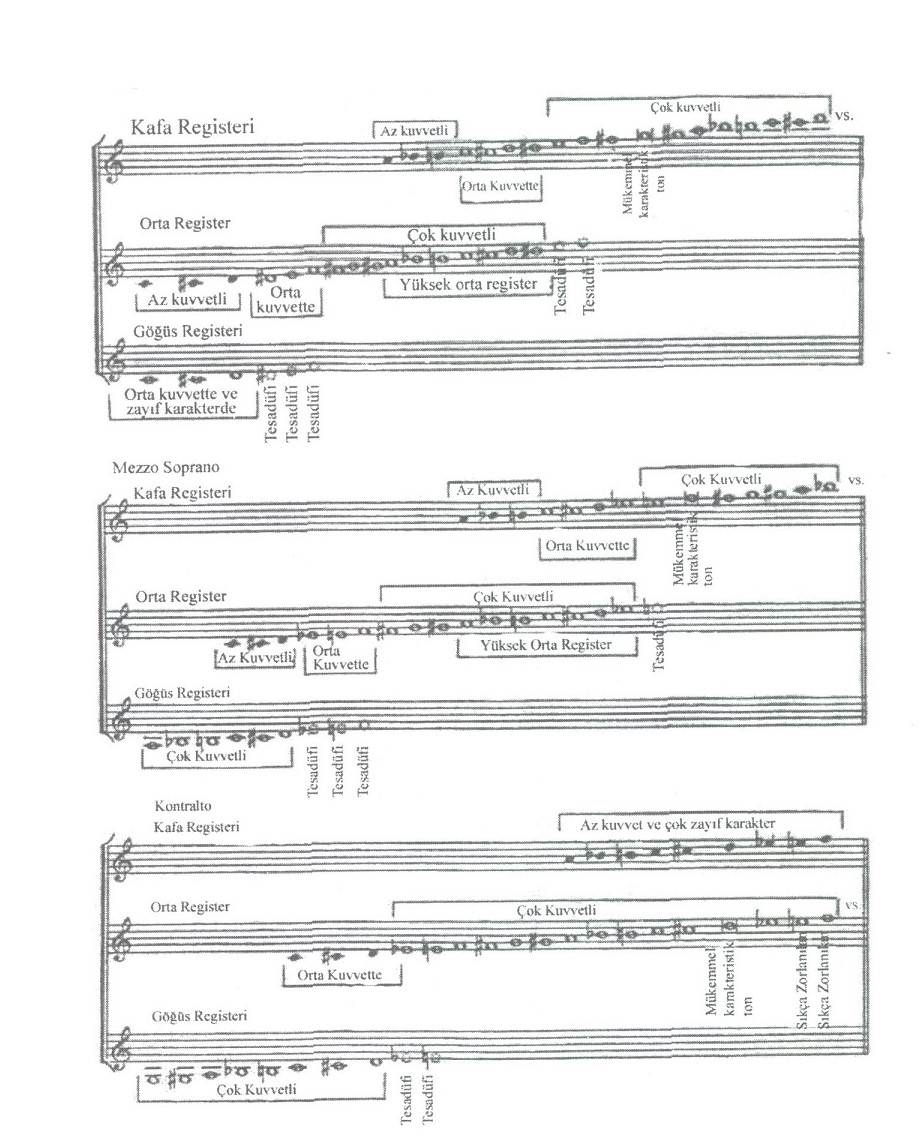 Çok kuvvetli
Kafa Registeri
Az kuvvetli
vs.
Orta Kuvvette
Mükemmel
karakteristik
ton
Orta Register
Çok kuvvetli
Az kuvvetli
Orta
kuvvette
Yüksek orta register
Tesadüfi
Tesadüfi
Göğüs Registeri
Orta kuvvette ve
zayıf karakterde
Tesadüfi
Tesadüfi
Tesadüfi
Mezzo Soprano
Kafa Registeri
Az Kuvvetli
Çok Kuvvetli
vs.
Orta Kuvvette
Mükemme
karakteristik
ton
Orta Register
Çok Kuvvetli
Az Kuvvetli
Orta
Kuvvette
Yüksek Orta Register
Tesadüfi
Göğüs Registeri
Çok Kuvvetli
Tesadüfi
Tesadüfi
Tesadüfi
Kontralto
Kafa Registeri
Az kuvvet ve çok zayıf karakter
Orta Register
Çok Kuvvetli
vs
Orta Kuvvette
Mükemmel
karakteristik
ton
Sıkça Zorlanılan
Sıkça Zorlanılan
Göğüs Registeri
Çok Kuvvetli
Tesadüfi
Tesadüfi